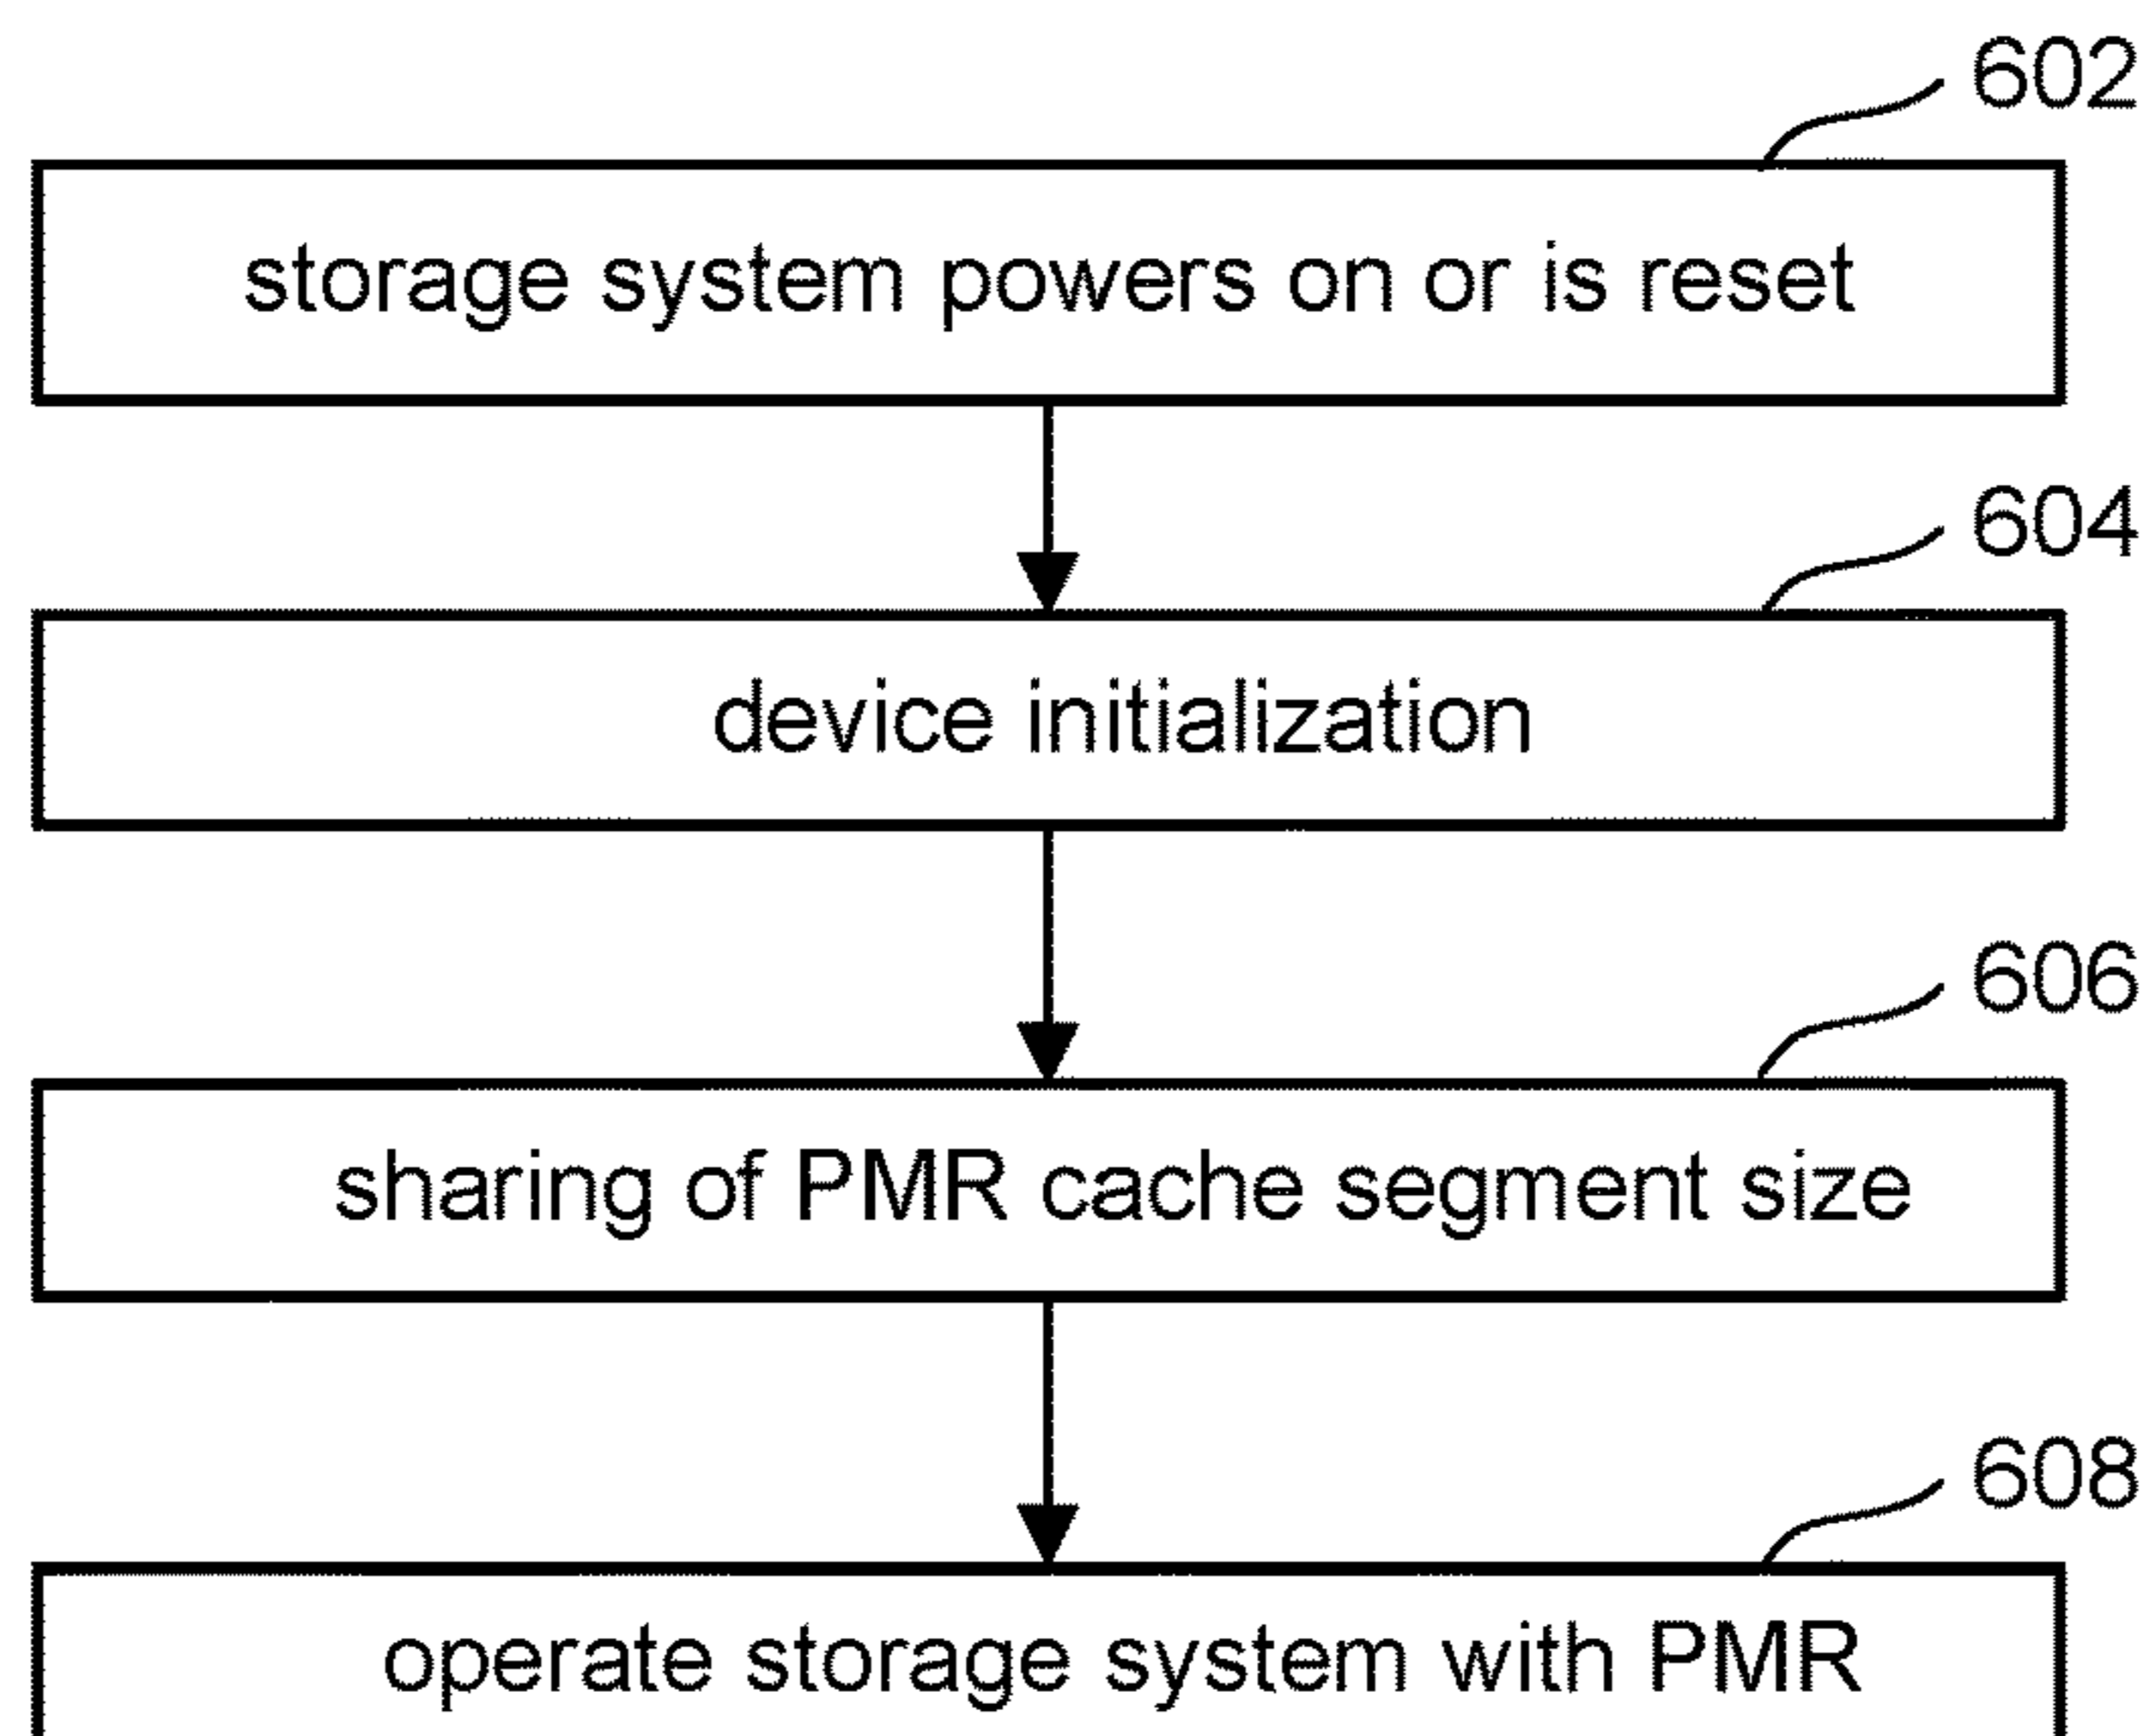 602
storage system powers on or is reset
604
device initialization
606
sharing of PMR cache segment size
608
operate storage system with PMR